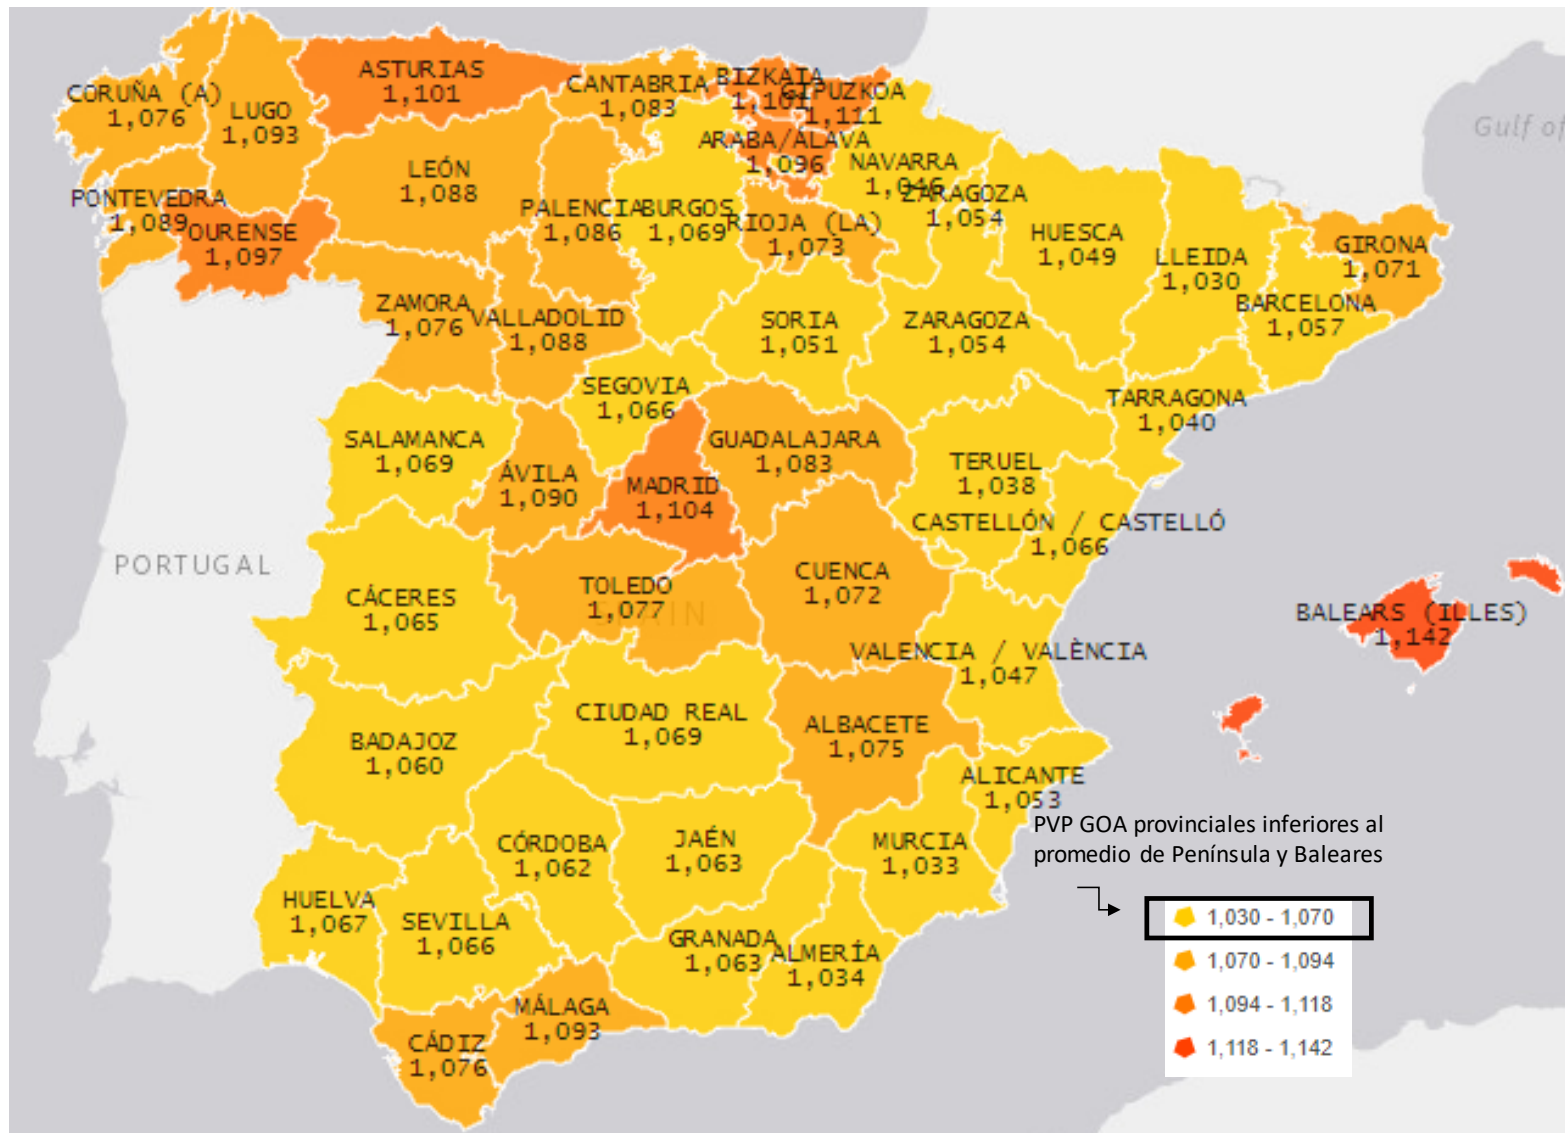 ASTURIAS
1,101
CANTABRIA
1,083
BIZKAIA
1,101
GIPUZKOA
1,111
CORUÑA (A)
1,076
LUGO
1,093
Gulf of
ARABA/ÁLAVA
1,096
NAVARRA
1,046
LEÓN
1,088
PONTEVEDRA
1,089
OURENSE
1,097
PALENCIA
1,086
BURGOS
1,069
RIOJA (LA)
1,073
ZARAGOZA
1,054
HUESCA
1,049
LLEIDA
1,030
GIRONA
1,071
ZAMORA
1,076
VALLADOLID
1,088
SORIA
1,051
ZARAGOZA
1,054
BARCELONA
1,057
SEGOVIA
1,066
TARRAGONA
1,040
SALAMANCA
1,069
ÁVILA
1,090
MADRID
1,104
GUADALAJARA
1,083
TERUEL
1,038
CASTELLÓN / CASTELLÓ
1,066
PORTUGAL
CÁCERES
1,065
TOLEDO
1,077
CUENCA
1,072
BALEARS (ILLES)
1,142
VALENCIA / VALÈNCIA
1,047
BADAJOZ
1,060
CIUDAD REAL
1,069
ALBACETE
1,075
ALICANTE
1,053
CÓRDOBA
1,062
JAÉN
1,063
MURCIA
1,033
HUELVA
1,067
SEVILLA
1,066
GRANADA
1,063
ALMERÍA
1,034
MÁLAGA
1,093
CÁDIZ
1,076
PVP GOA provinciales inferiores al
promedio de Península y Baleares
1,030 - 1,070
1,070 - 1,094
1,094 - 1,118
1,118 - 1,142